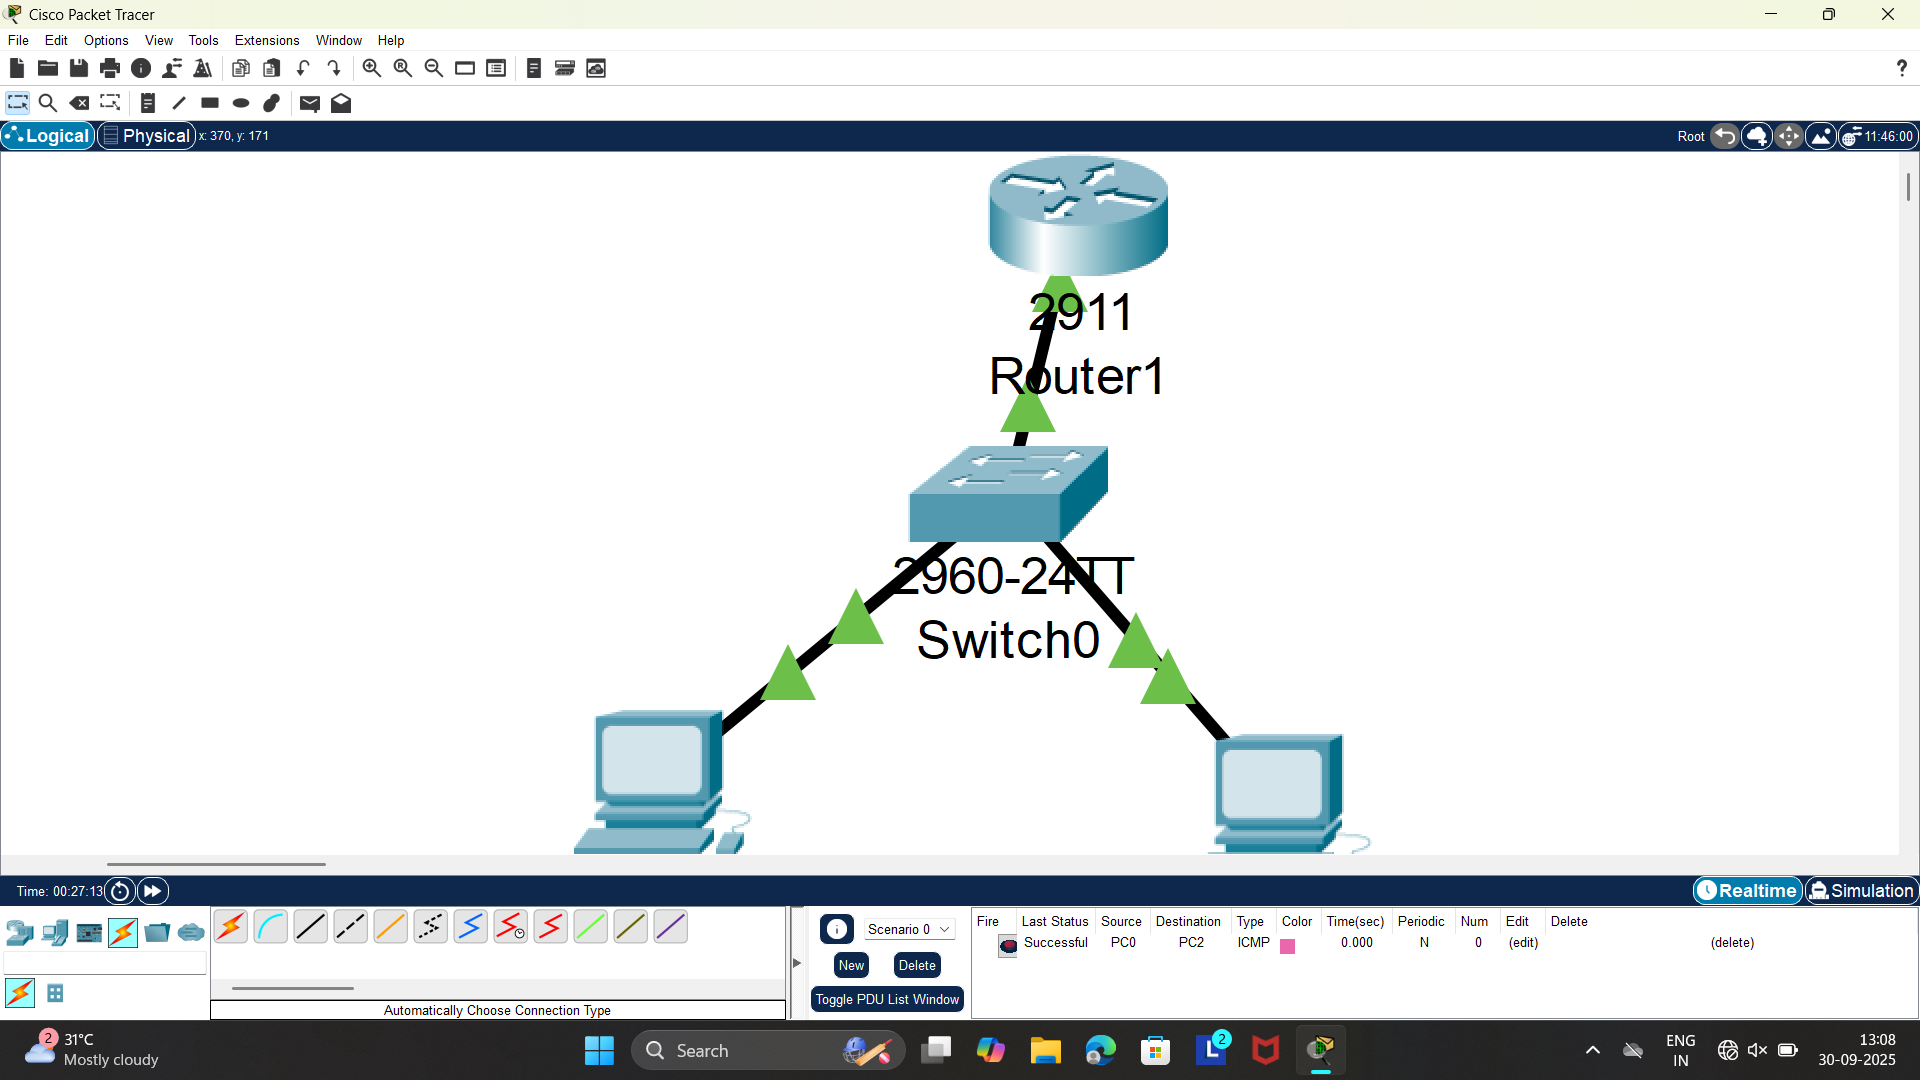 Cisco Packet Tracer
File Edit Options View Tools Extensions Window Help
?
Logical Physical x: 370, y: 171 Root 11:46:00
2911
Router1
2960-24TT
Switch0
Time: 00:27:13 Realtime Simulation
Scenario 0
New Delete
Toggle PDU List Window
Automatically Choose Connection Type
Fire Last Status Source Destination Type Color Time(sec) Periodic Num Edit Delete
Successful PC0 PC2 ICMP 0.000 N 0 (edit) (delete)
2 31°C
Mostly cloudy
Search
2
ENG
IN
13:08
30-09-2025